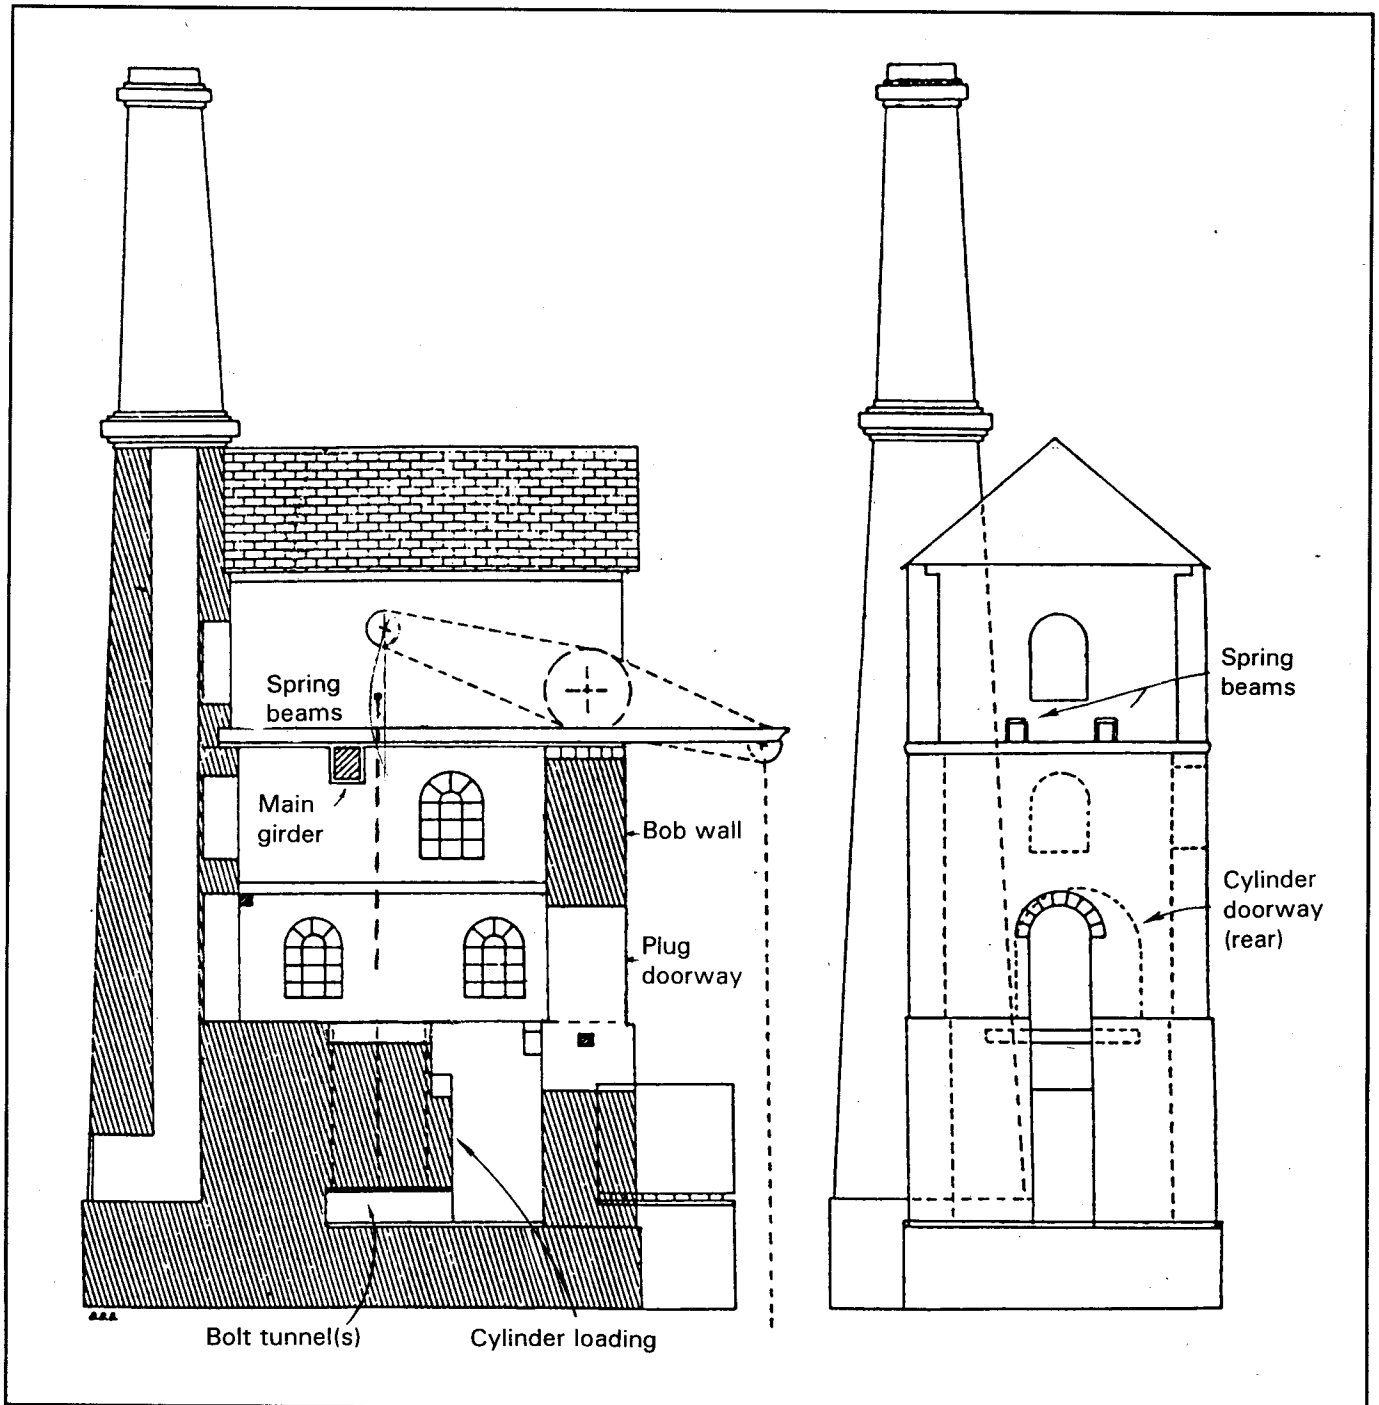 Spring
beams
Main
girder
Bob wall
Plug
doorway
Bolt tunnel(s)
Cylinder loading
Spring
beams
Cylinder
doorway
(rear)